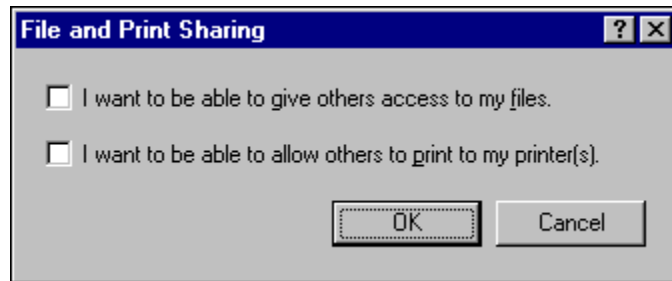 File and Print Sharing
I want to be able to give others access to my files.
I want to be able to allow others to print to my printer(s).
OK Cancel